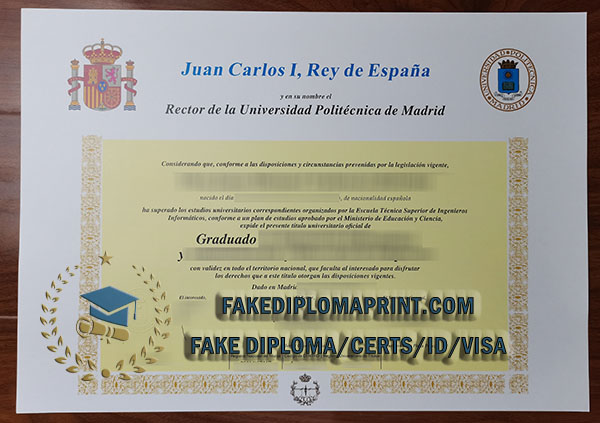 Juan Carlos I, Rey de España
y en su nombre el
Rector de la Universidad Politécnica de Madrid
UNIVERSIDAD POLITÉCNICA
MADRID
Considerando que, conforme a las disposiciones y circunstancias prevenidas por la legislación vigente,
nacido el día , de nacionalidad española
ha superado los estudios universitarios correspondientes organizados por la Escuela Técnica Superior de Ingenieros
Informáticos, conforme a un plan de estudios aprobado por el Ministerio de Educación y Ciencia,
expide el presente título universitario oficial de
Graduado
y
con validez en todo el territorio nacional, que faculta al interesado para disfrutar
los derechos que a este título otorgan las disposiciones vigentes.
Dado en Madrid
El interesado,
FAKEDIPLOMAPRINT.COM
FAKE DIPLOMA/CERTS/ID/VISA